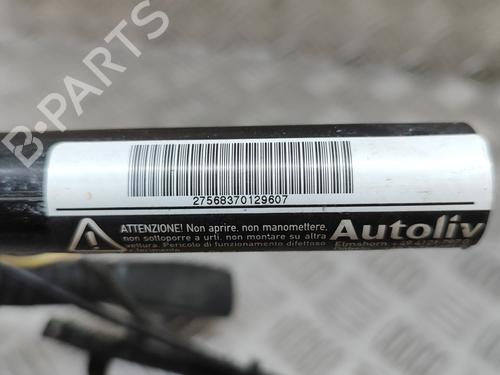 B-PARTS
27568370129607
ATTENZIONE! Non aprire, non manomettere,
non sottoporre a urti, non montare su altra
vettura. Pericolo di funzionamento difettoso
Autoliv
Elmshorn